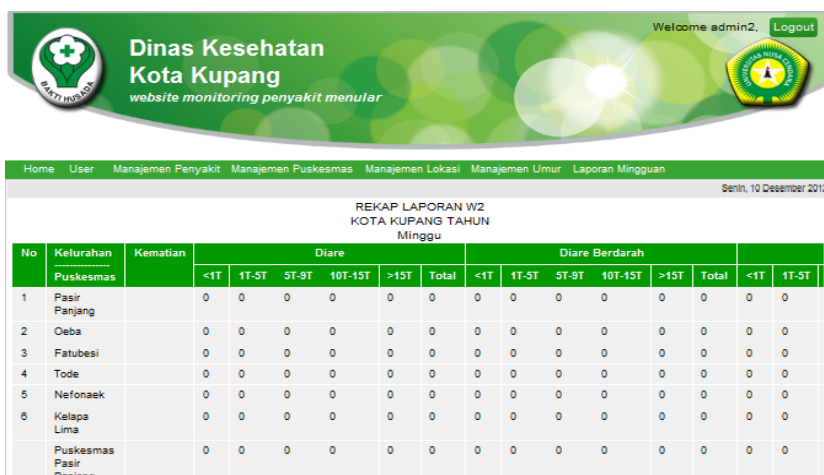 Welcome admin2, Logout
Dinas Kesehatan
Kota Kupang
website monitoring penyakit menular
BAKTI HUSADA
UNIVERSITAS NUSA CENDANA
Home User Manajemen Penyakit Manajemen Puskesmas Manajemen Lokasi Manajemen Umur Laporan Mingguan
Senin, 10 Desember 201
REKAP LAPORAN W2
KOTA KUPANG TAHUN
Minggu
No Kelurahan Kematian Diare Diare Berdarah
---------------
Puskesmas <1T 1T-5T 5T-9T 10T-15T >15T Total <1T 1T-5T 5T-9T 10T-15T >15T Total <1T 1T-5T
1 Pasir 0 0 0 0 0 0 0 0 0 0 0 0 0 0
Panjang
2 Oeba 0 0 0 0 0 0 0 0 0 0 0 0 0 0
3 Fatubesi 0 0 0 0 0 0 0 0 0 0 0 0 0 0
4 Tode 0 0 0 0 0 0 0 0 0 0 0 0 0 0
5 Nefonaek 0 0 0 0 0 0 0 0 0 0 0 0 0 0
6 Kelapa 0 0 0 0 0 0 0 0 0 0 0 0 0 0
Lima
Puskesmas 0 0 0 0 0 0 0 0 0 0 0 0 0 0
Pasir